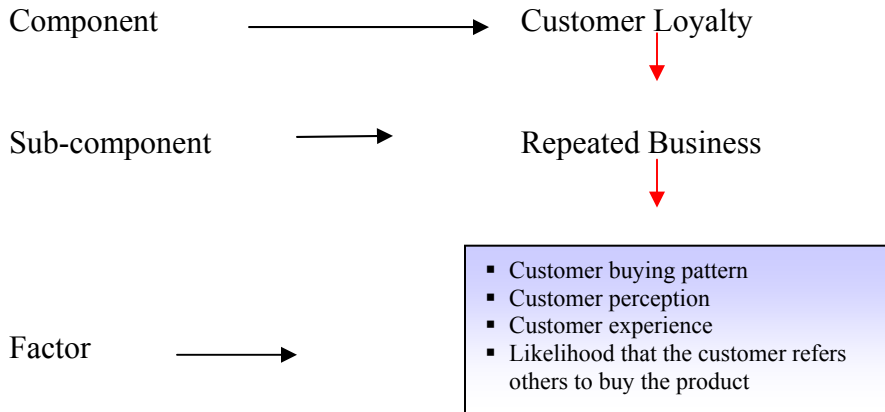 Component Customer Loyalty
Sub-component Repeated Business
▪ Customer buying pattern
▪ Customer perception
▪ Customer experience
Factor
▪ Likelihood that the customer refers
others to buy the product